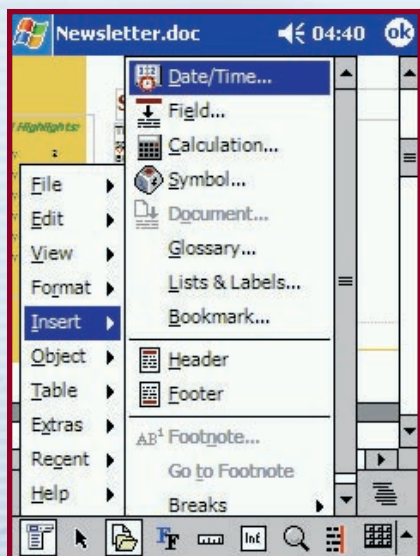 Newsletter.doc 04:40 ok
Highlights:
File
Edit
View
Format
Insert
Object
Table
Extras
Recent
Help
Date/Time...
Field...
Calculation...
Symbol...
Document...
Glossary...
Lists & Labels...
Bookmark...
Header
Footer
AB¹ Footnote...
Go to Footnote
Breaks